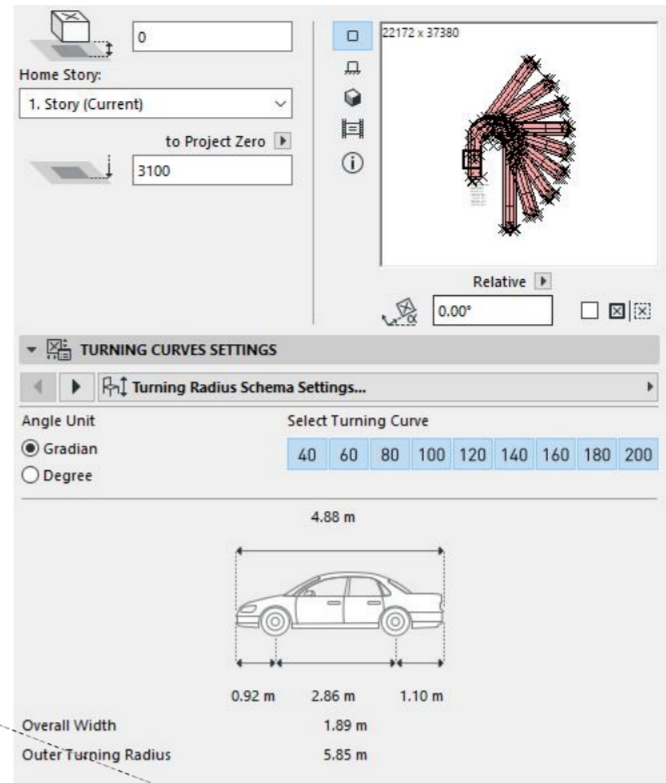 0
22172 x 37380
Home Story:
1. Story (Current)
to Project Zero
3100
Relative
α
0.00°
TURNING CURVES SETTINGS
Turning Radius Schema Settings...
Angle Unit
Select Turning Curve
Gradian
40 60 80 100 120 140 160 180 200
Degree
4.88 m
0.92 m 2.86 m 1.10 m
Overall Width 1.89 m
Outer Turning Radius 5.85 m